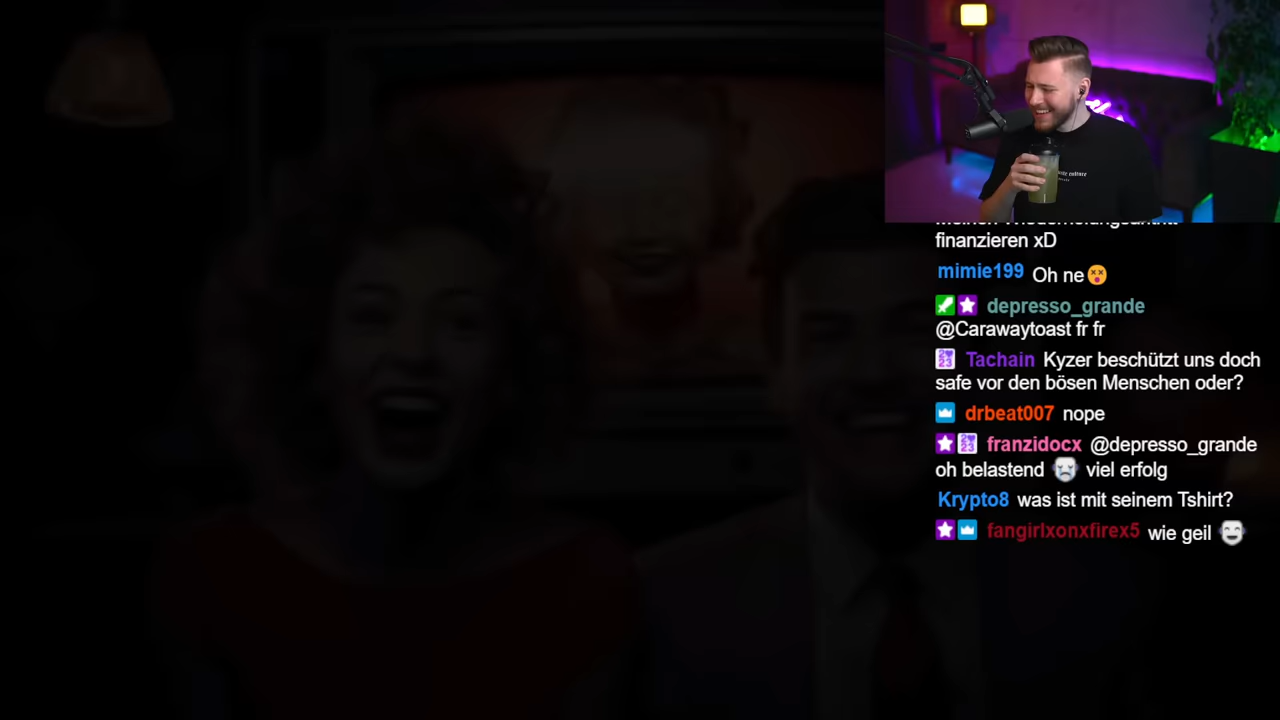 finanzieren xD
mimie199 Oh ne
depresso_grande
@Carawaytoast fr fr
Tachain Kyzer beschützt uns doch
safe vor den bösen Menschen oder?
drbeat007 nope
franzidocx @depresso_grande
oh belastend viel erfolg
Krypto8 was ist mit seinem Tshirt?
fangirlxonxfirex5 wie geil